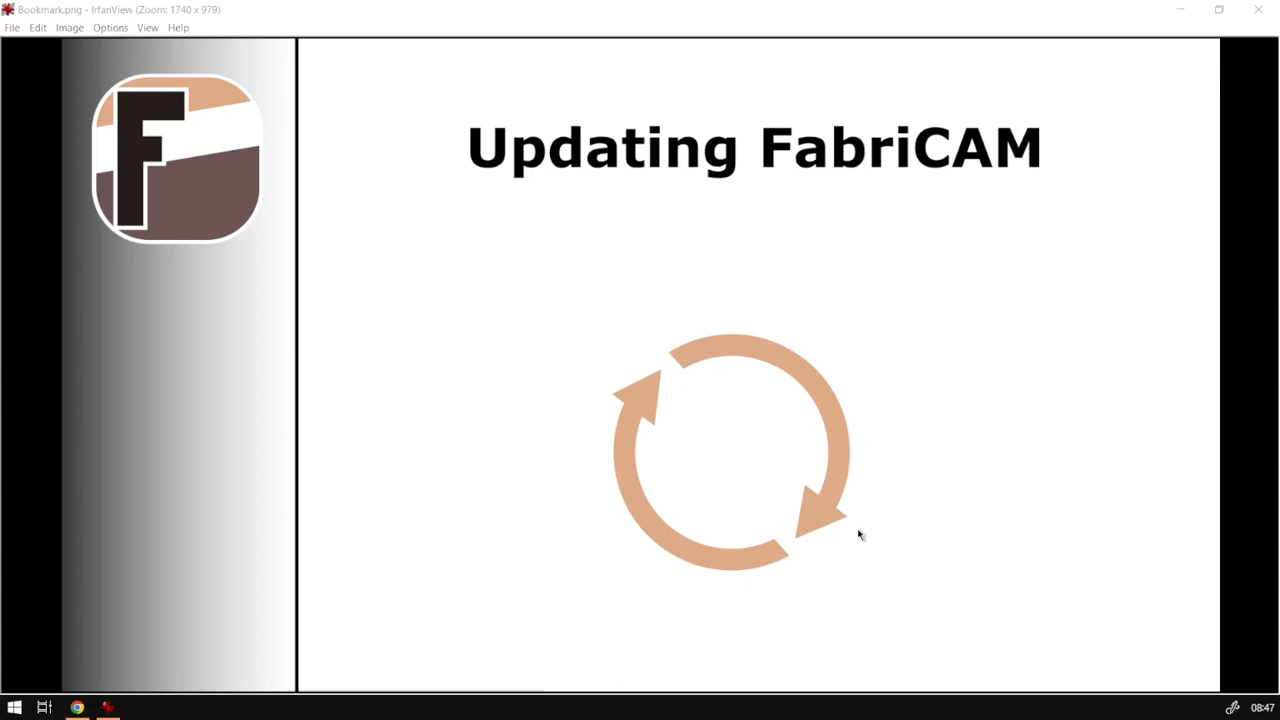 Bookmark.png - IrfanView (Zoom: 1740 x 979)
File Edit Image Options View Help
F
Updating FabriCAM
08:47